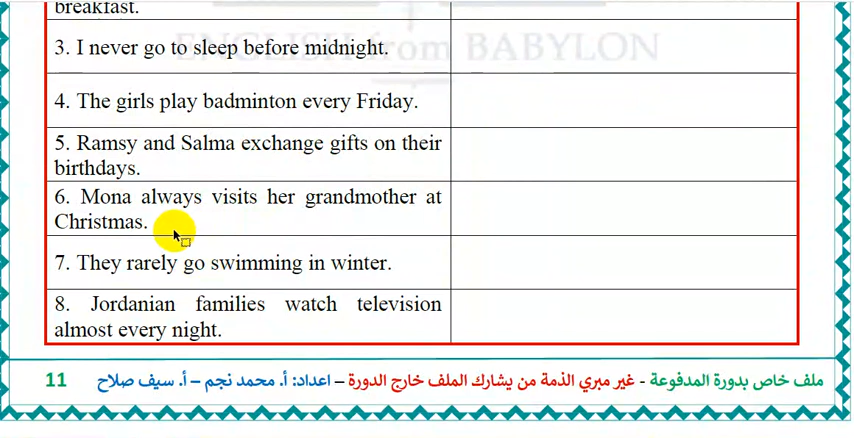 breakfast.
ENGLISH from BABYLON
3. I never go to sleep before midnight.
4. The girls play badminton every Friday.
5. Ramsy and Salma exchange gifts on their
birthdays.
6. Mona always visits her grandmother at
Christmas.
7. They rarely go swimming in winter.
8. Jordanian families watch television
almost every night.
ملف خاص بدورة المدفوعة - غير مبري الذمة من يشارك الملف خارج الدورة – اعداد: أ. محمد نجم – أ. سيف صلاح 11